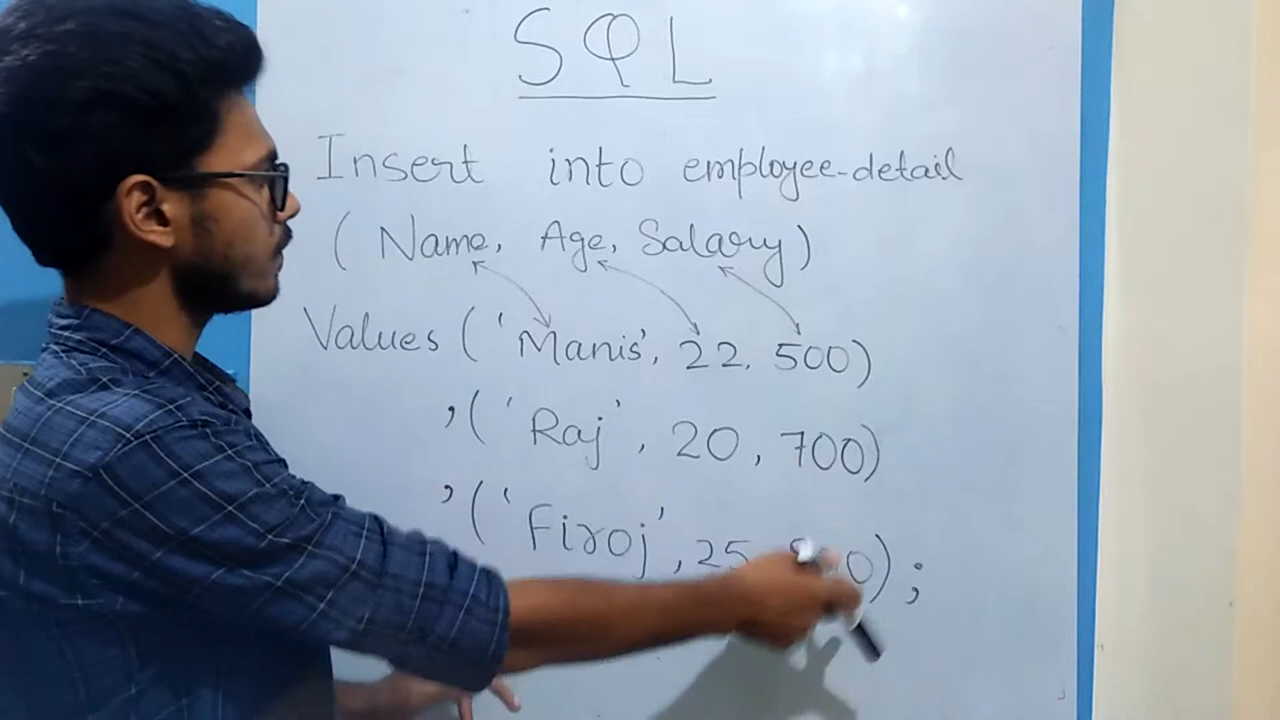 SQL
Insert into employee-detail
( Name, Age, Salary)
Values ( 'Manis', 22, 500)
,( 'Raj', 20, 700)
,( 'Firoj', 25 );